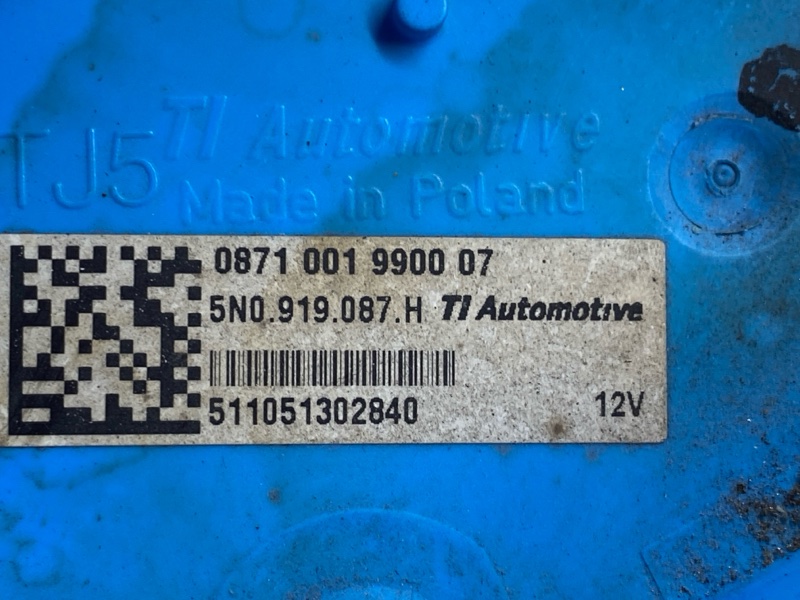 TI Automotive
TJ5
Made in Poland
0871 001 9900 07
5N0.919.087.H TI Automotive
511051302840
12V